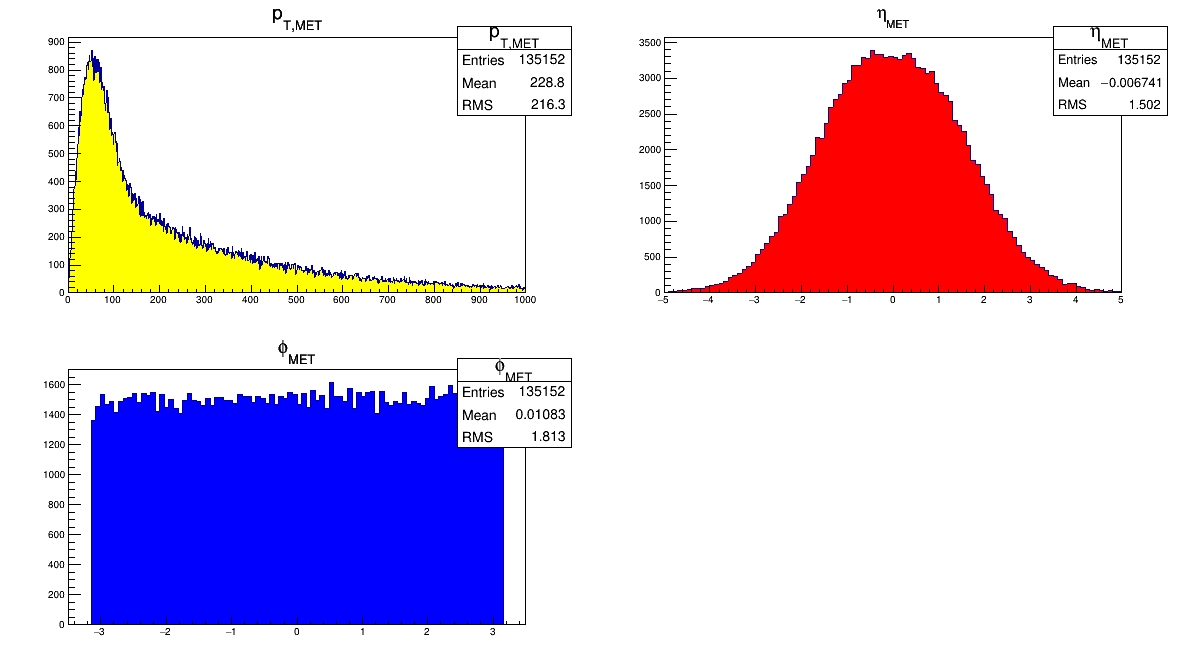 p_T,MET
p_T,MET
Entries 135152
Mean 228.8
RMS 216.3
900
800
700
600
500
400
300
200
100
0
0 100 200 300 400 500 600 700 800 900 1000
η_MET
η_MET
Entries 135152
Mean −0.006741
RMS 1.502
3500
3000
2500
2000
1500
1000
500
0
−5 −4 −3 −2 −1 0 1 2 3 4 5
ϕ_MET
ϕ_MET
Entries 135152
Mean 0.01083
RMS 1.813
1600
1400
1200
1000
800
600
400
200
0
−3 −2 −1 0 1 2 3